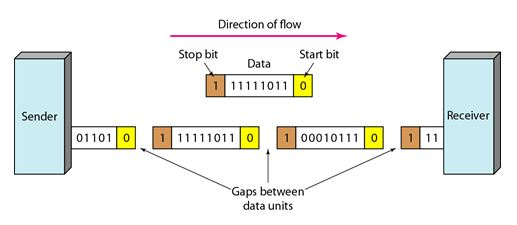 Direction of flow
Stop bit Data Start bit
1 11111011 0
Sender
Receiver
01101 0 1 11111011 0 1 00010111 0 1 11
Gaps between
data units